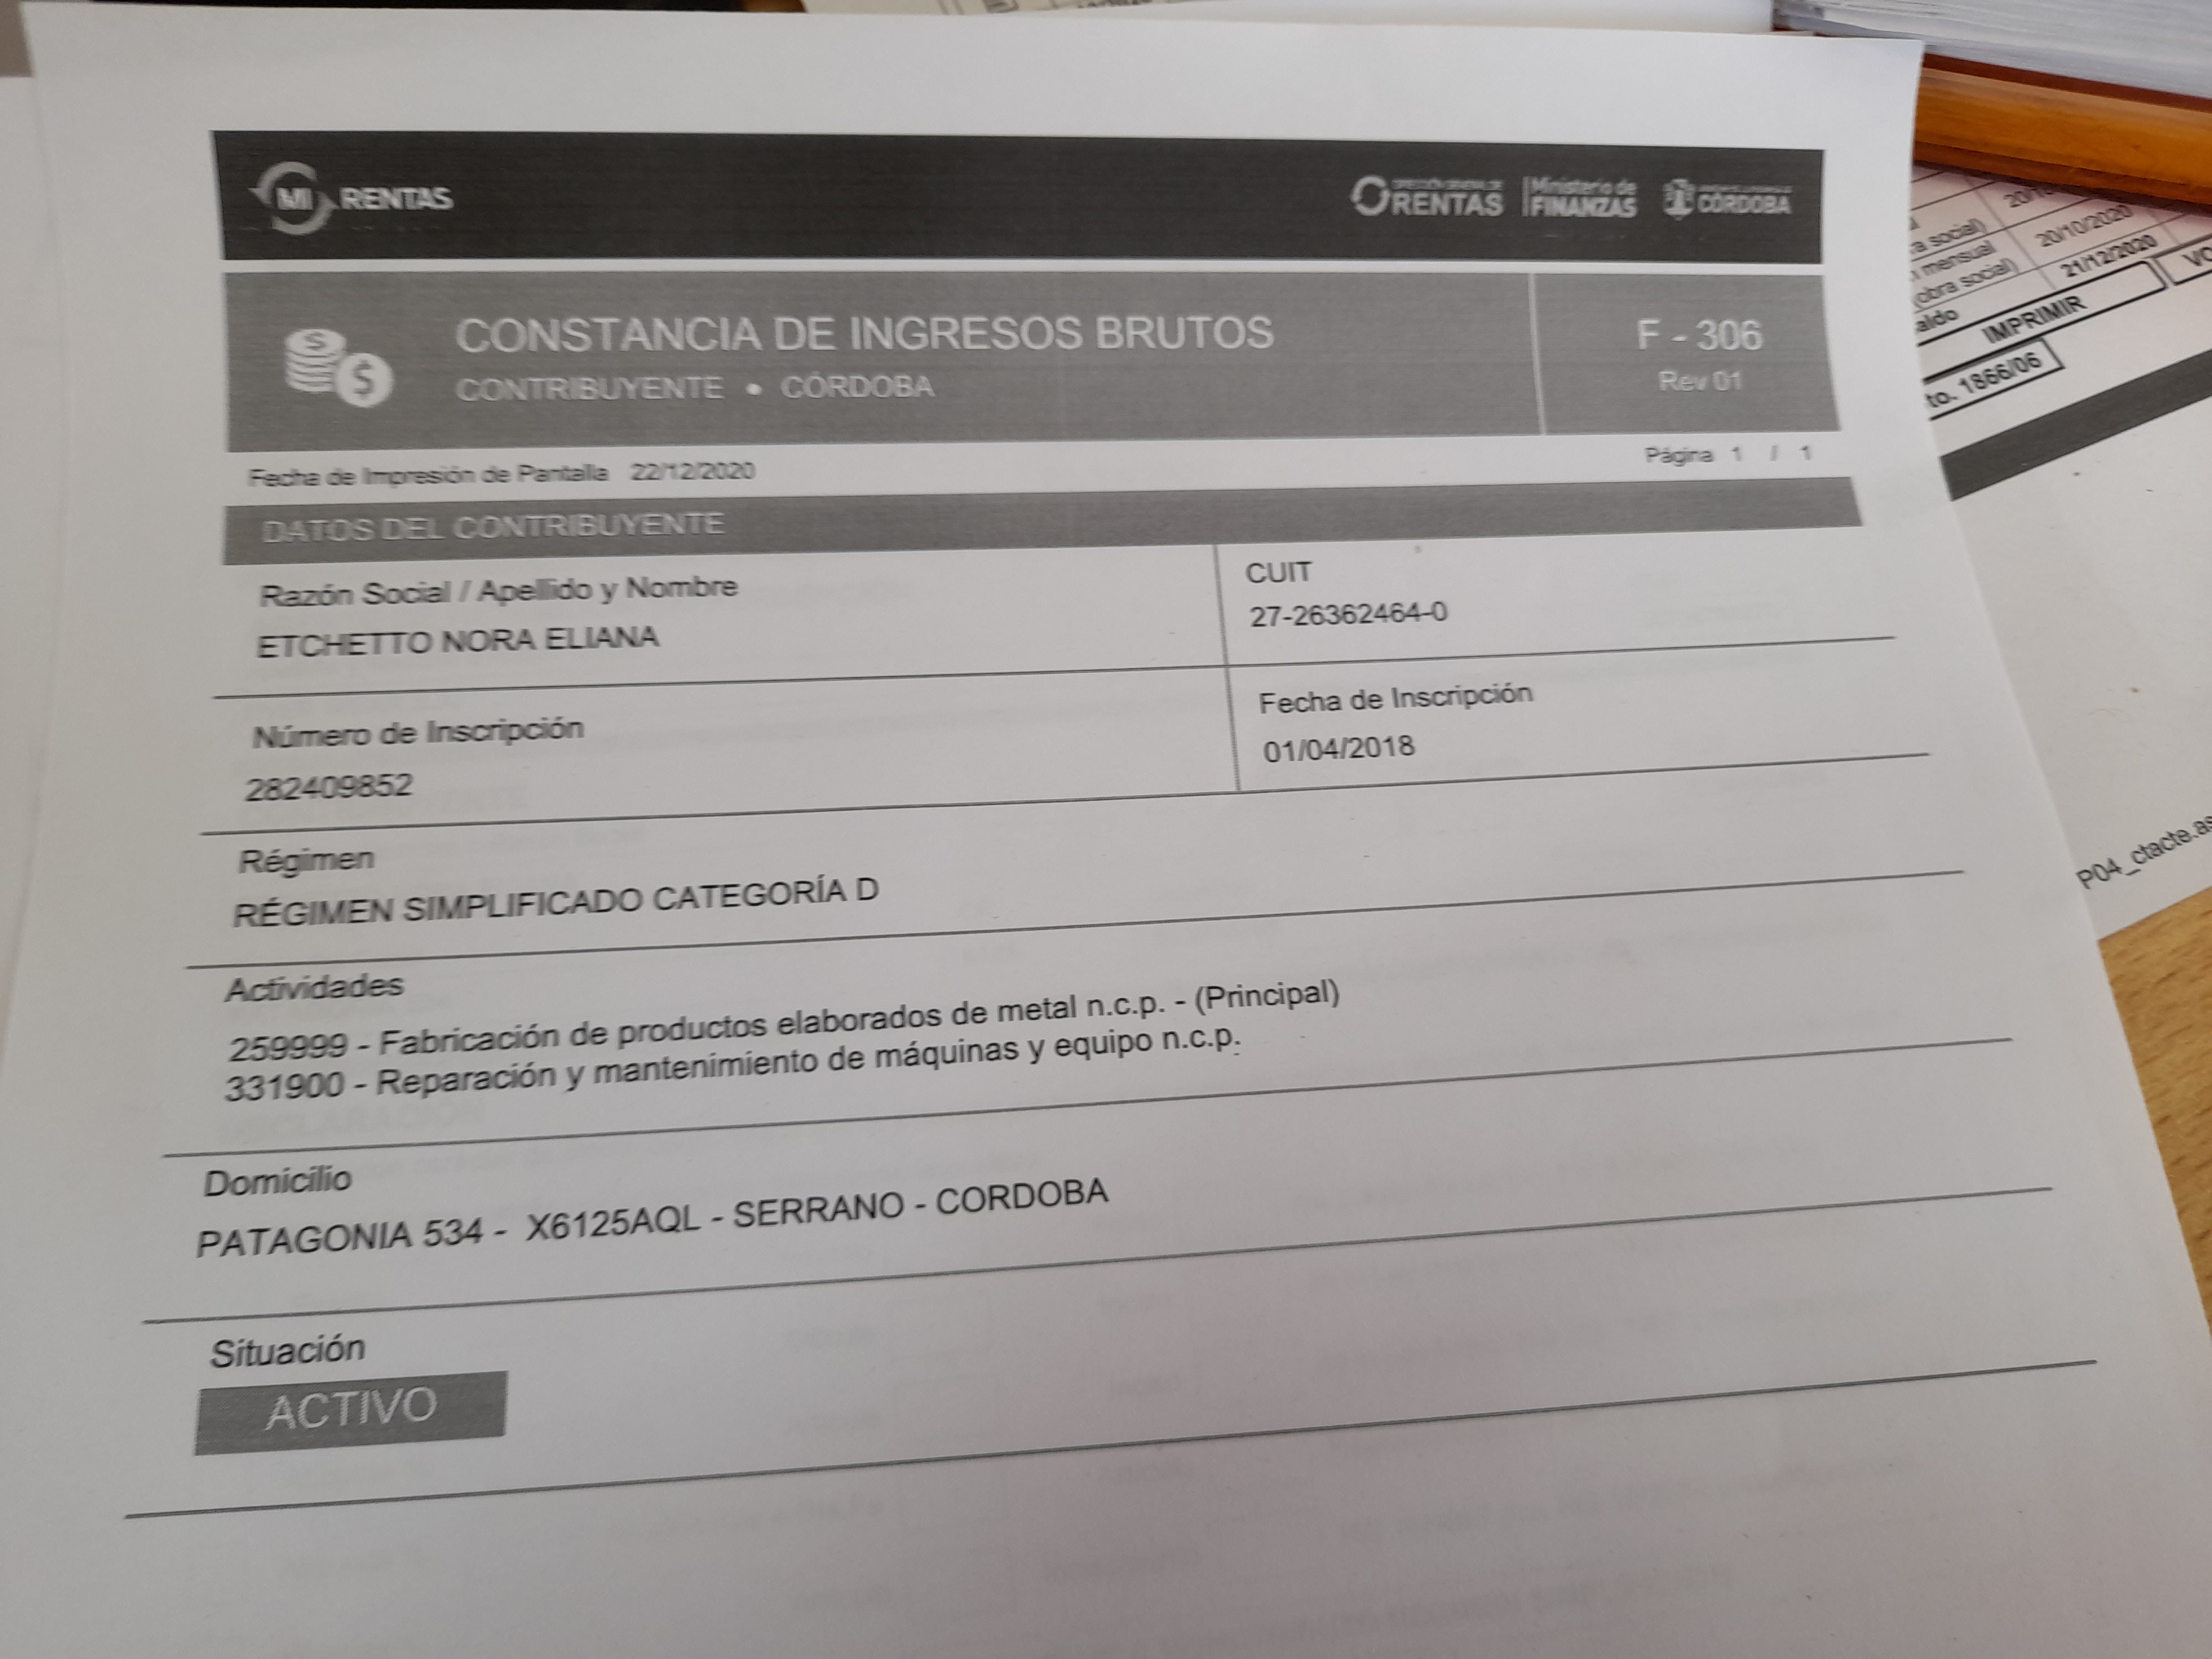 MI RENTAS
RENTAS
Ministerio de
FINANZAS
CÓRDOBA
CONSTANCIA DE INGRESOS BRUTOS
CONTRIBUYENTE • CÓRDOBA
F - 306
Rev 01
Fecha de Impresión de Pantalla 22/12/2020
Página 1 / 1
DATOS DEL CONTRIBUYENTE
Razón Social / Apellido y Nombre
ETCHETTO NORA ELIANA
CUIT
27-26362464-0
Número de Inscripción
282409852
Fecha de Inscripción
01/04/2018
Régimen
RÉGIMEN SIMPLIFICADO CATEGORÍA D
Actividades
259999 - Fabricación de productos elaborados de metal n.c.p. - (Principal)
331900 - Reparación y mantenimiento de máquinas y equipo n.c.p.
Domicilio
PATAGONIA 534 - X6125AQL - SERRANO - CORDOBA
Situación
ACTIVO
social)
mensual
20/10/2020
(obra social)
21/12/2020
aldo
IMPRIMIR
to. 1866/06
P04_ctacte.as